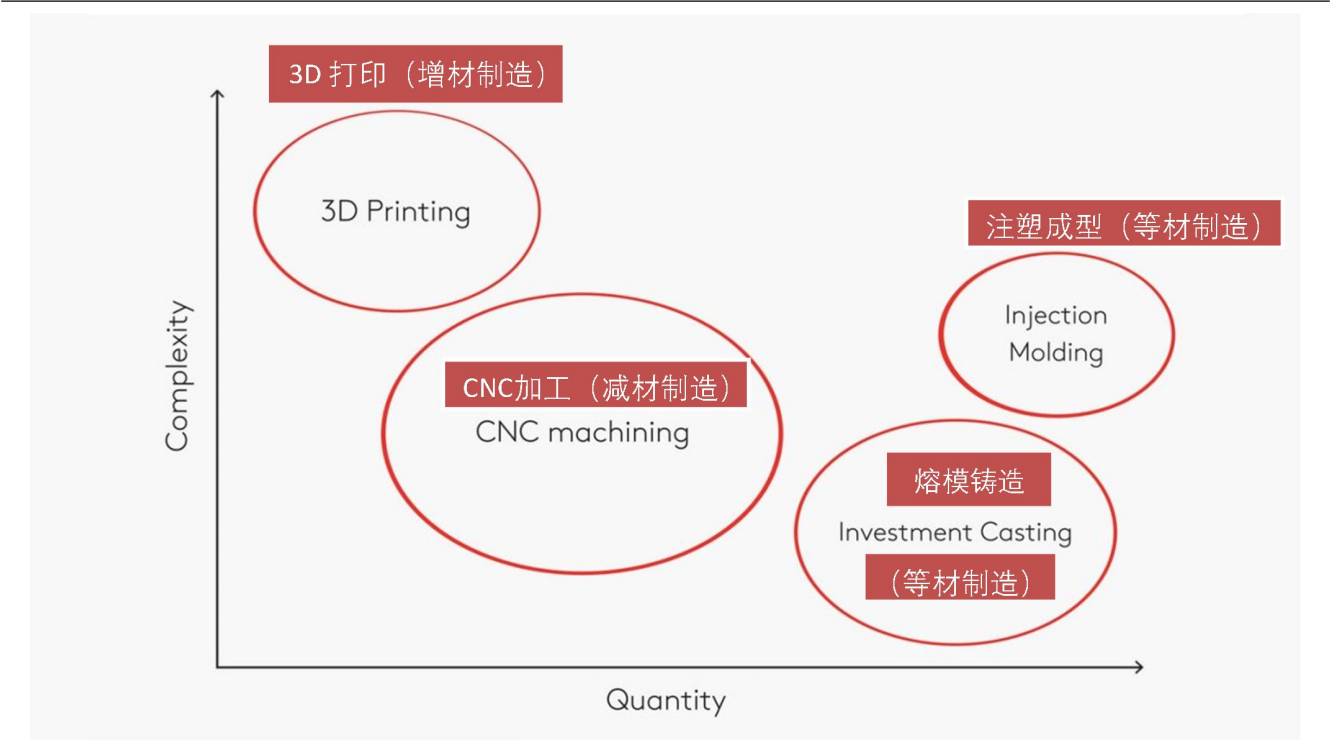 3D 打印（增材制造）
3D Printing
注塑成型（等材制造）
Injection
Molding
Complexity
CNC加工（减材制造）
CNC machining
熔模铸造
Investment Casting
（等材制造）
Quantity